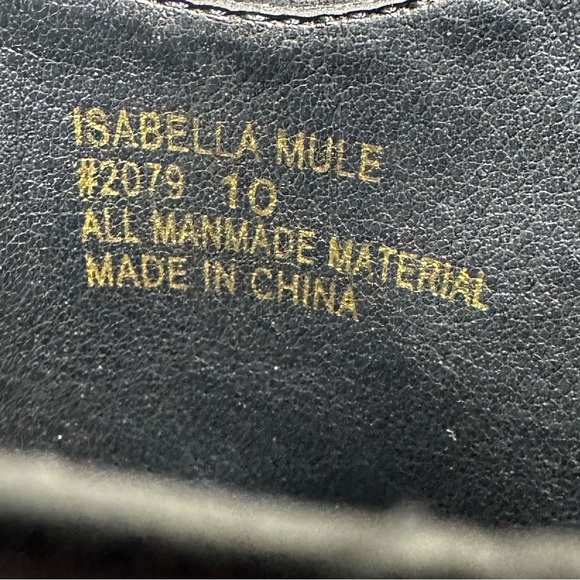 ISABELLA MULE
#2079 10
ALL MANMADE MATERIAL
MADE IN CHINA